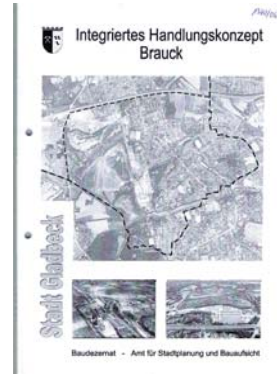 Integriertes Handlungskonzept
Brauck
Stadt Gladbeck
Baudezernat - Amt für Stadtplanung und Bauaufsicht